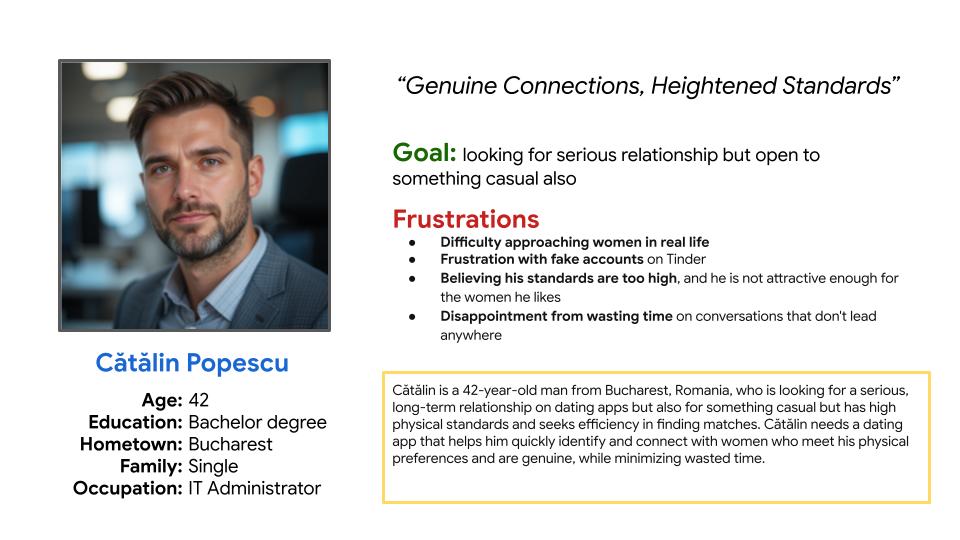 “Genuine Connections, Heightened Standards”
Goal: looking for serious relationship but open to
something casual also
Frustrations
● Difficulty approaching women in real life
● Frustration with fake accounts on Tinder
● Believing his standards are too high, and he is not attractive enough for
the women he likes
● Disappointment from wasting time on conversations that don't lead
anywhere
Cătălin Popescu
Age: 42
Education: Bachelor degree
Hometown: Bucharest
Family: Single
Occupation: IT Administrator
Cătălin is a 42-year-old man from Bucharest, Romania, who is looking for a serious,
long-term relationship on dating apps but also for something casual but has high
physical standards and seeks efficiency in finding matches. Cătălin needs a dating
app that helps him quickly identify and connect with women who meet his physical
preferences and are genuine, while minimizing wasted time.